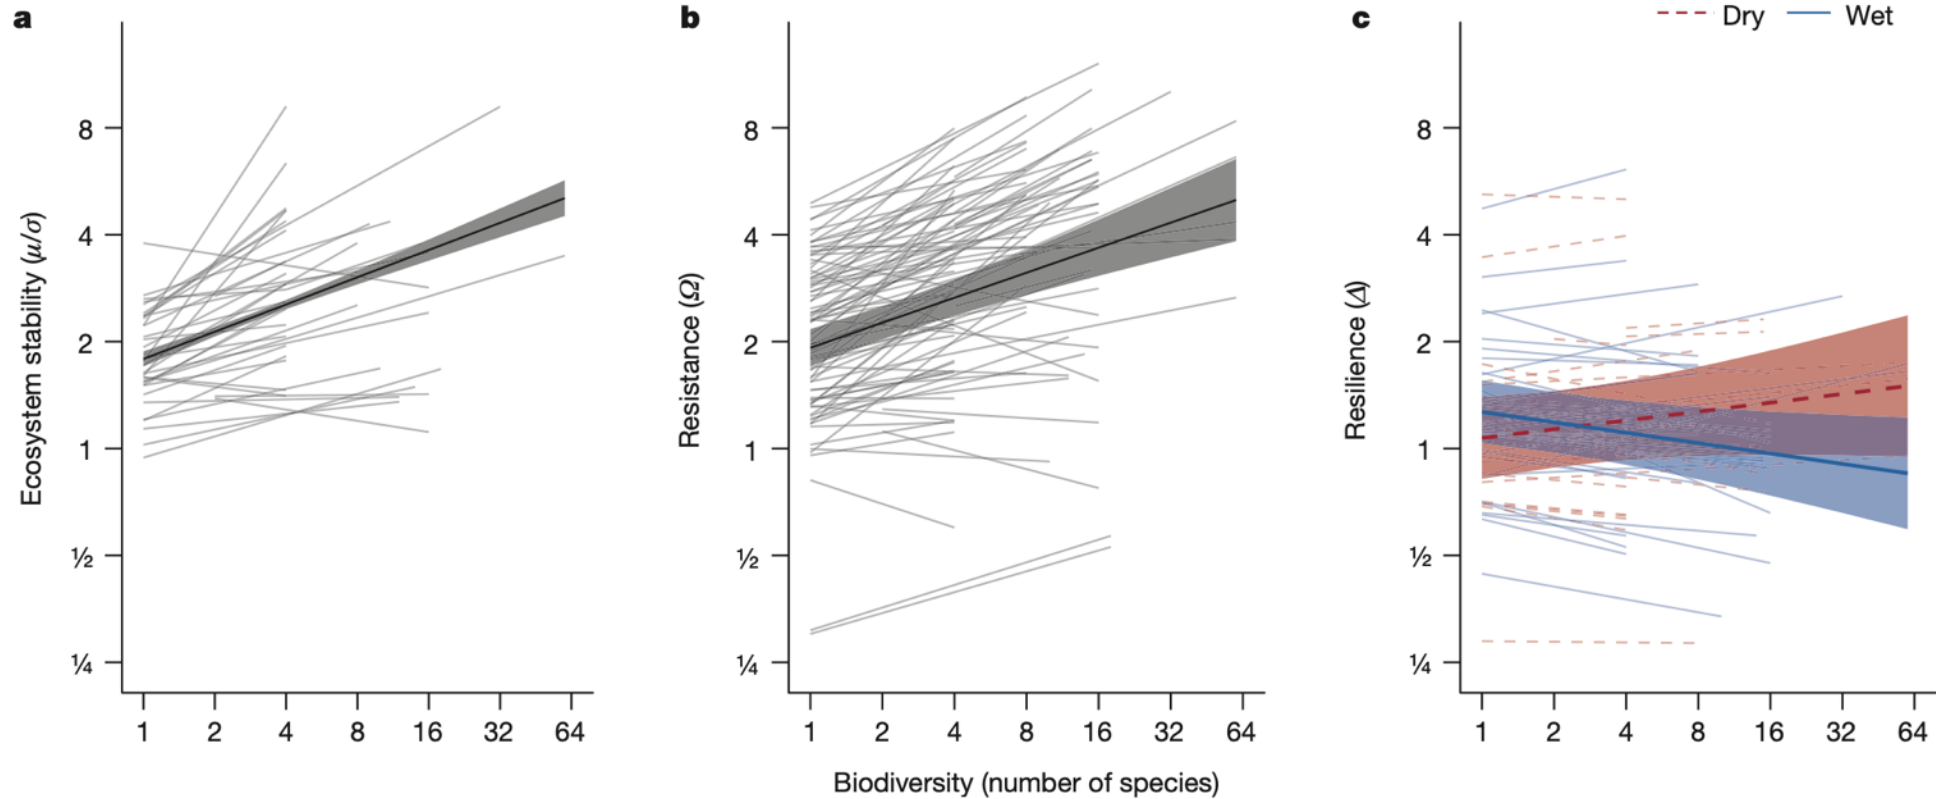 a
Ecosystem stability (μ/σ)
8
4
2
1
½
¼
1 2 4 8 16 32 64
b
Resistance (Ω)
8
4
2
1
½
¼
1 2 4 8 16 32 64
Biodiversity (number of species)
c
Dry Wet
Resilience (Δ)
8
4
2
1
½
¼
1 2 4 8 16 32 64